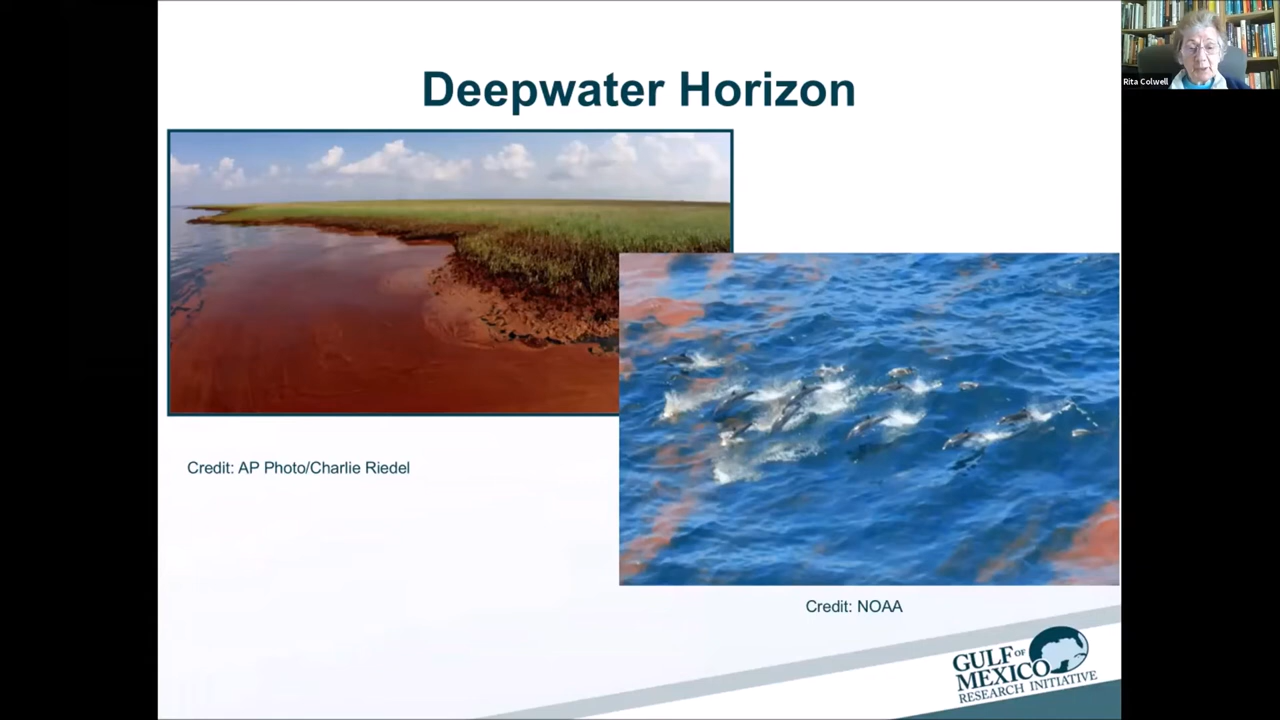 Deepwater Horizon
Rita Colwell
Credit: AP Photo/Charlie Riedel
Credit: NOAA
GULF OF
MEXICO
RESEARCH INITIATIVE